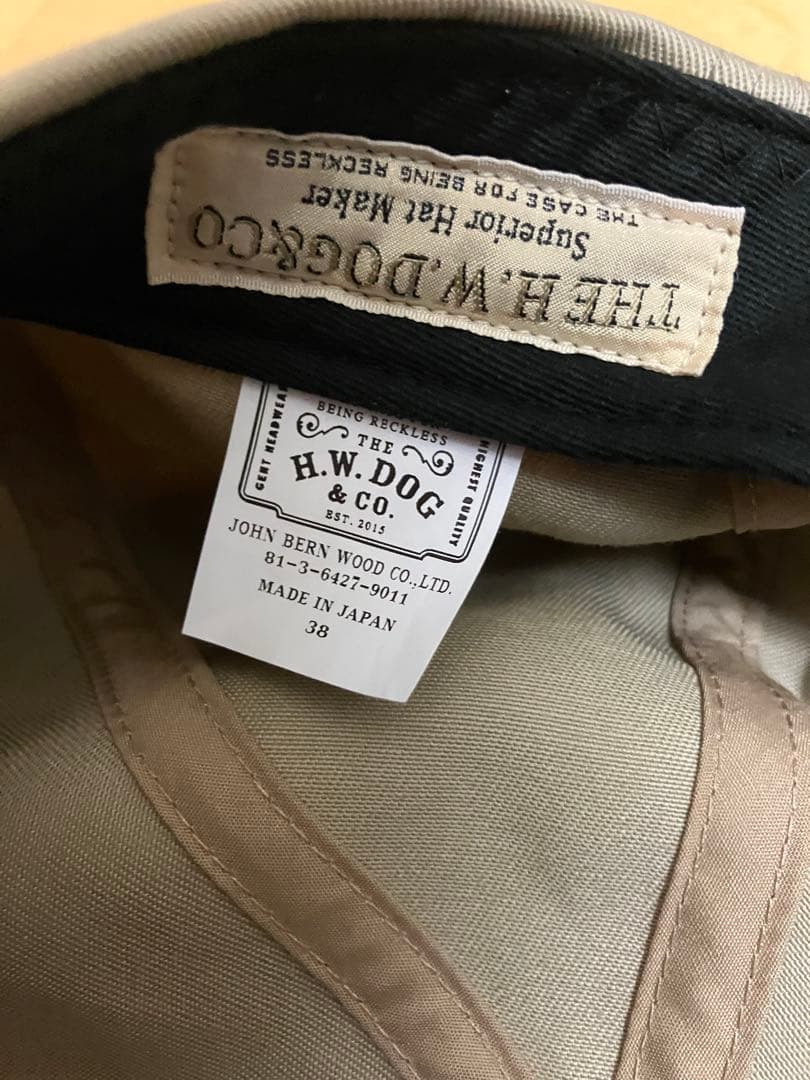 THE H.W.DOG&CO
Superior Hat Maker
THE CASE FOR BEING RECKLESS
BEING RECKLESS
GENT HEADWEAR
HIGHEST QUALITY
THE
H.W.DOG
& CO.
EST. 2015
JOHN BERN WOOD CO.,LTD.
81-3-6427-9011
MADE IN JAPAN
38